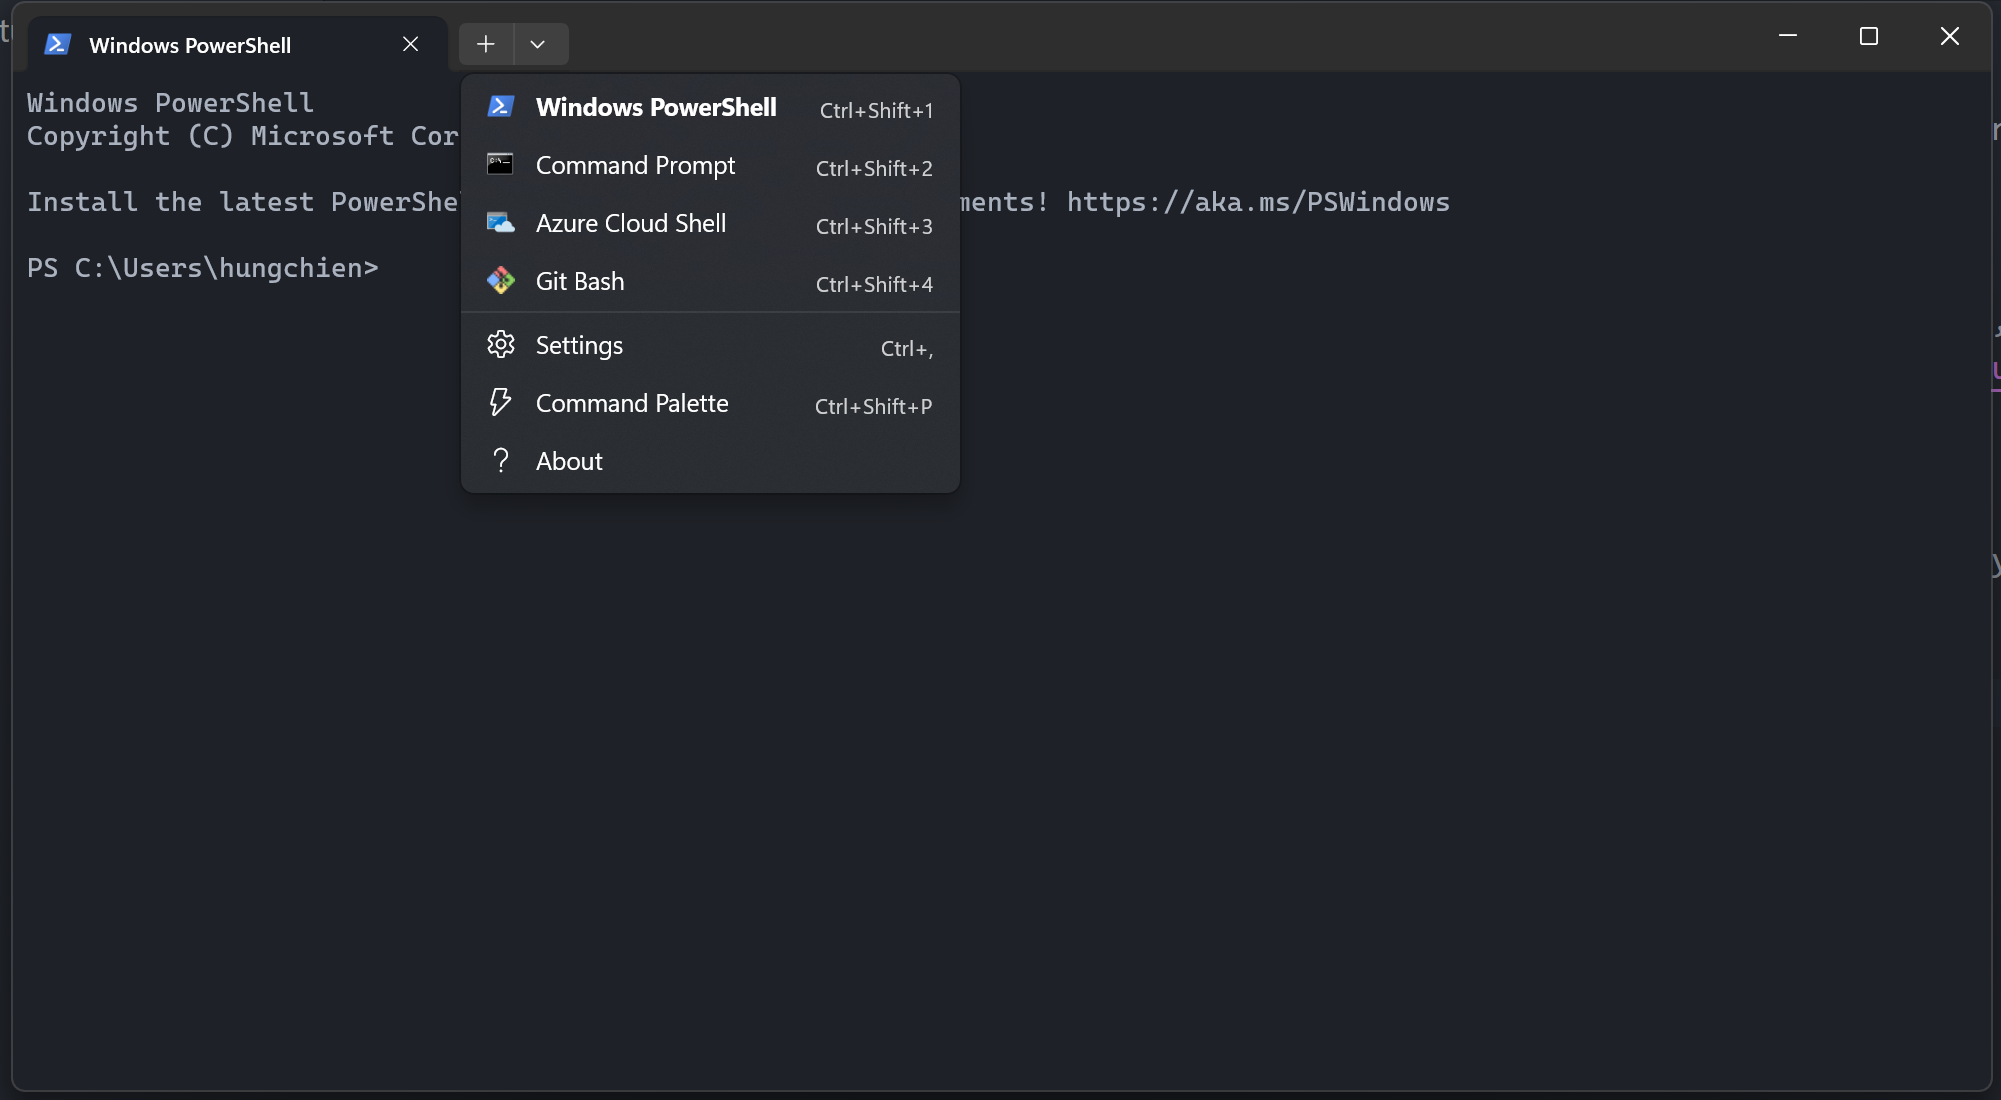 Windows PowerShell
Windows PowerShell
Copyright (C) Microsoft Cor
Install the latest PowerShe ments! https://aka.ms/PSWindows
PS C:\Users\hungchien>
Windows PowerShell Ctrl+Shift+1
Command Prompt Ctrl+Shift+2
Azure Cloud Shell Ctrl+Shift+3
Git Bash Ctrl+Shift+4
Settings Ctrl+,
Command Palette Ctrl+Shift+P
About